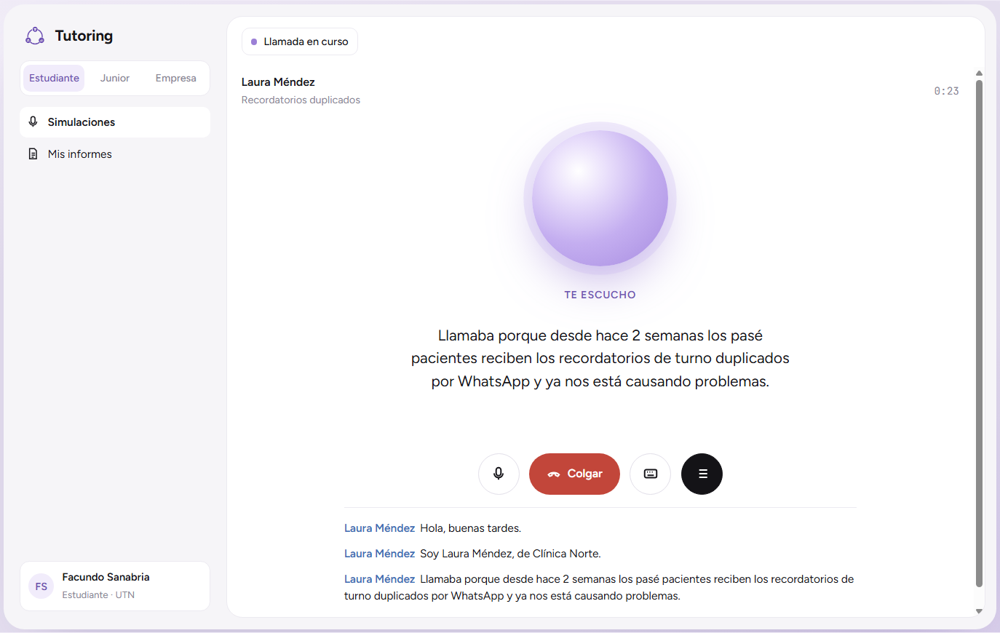 Tutoring
Llamada en curso
Estudiante Junior Empresa
Simulaciones
Mis informes
Laura Méndez
Recordatorios duplicados
0:23
TE ESCUCHO
Llamaba porque desde hace 2 semanas los pasé
pacientes reciben los recordatorios de turno duplicados
por WhatsApp y ya nos está causando problemas.
Colgar
Laura Méndez Hola, buenas tardes.
Laura Méndez Soy Laura Méndez, de Clínica Norte.
Laura Méndez Llamaba porque desde hace 2 semanas los pasé pacientes reciben los recordatorios de
turno duplicados por WhatsApp y ya nos está causando problemas.
FS
Facundo Sanabria
Estudiante · UTN